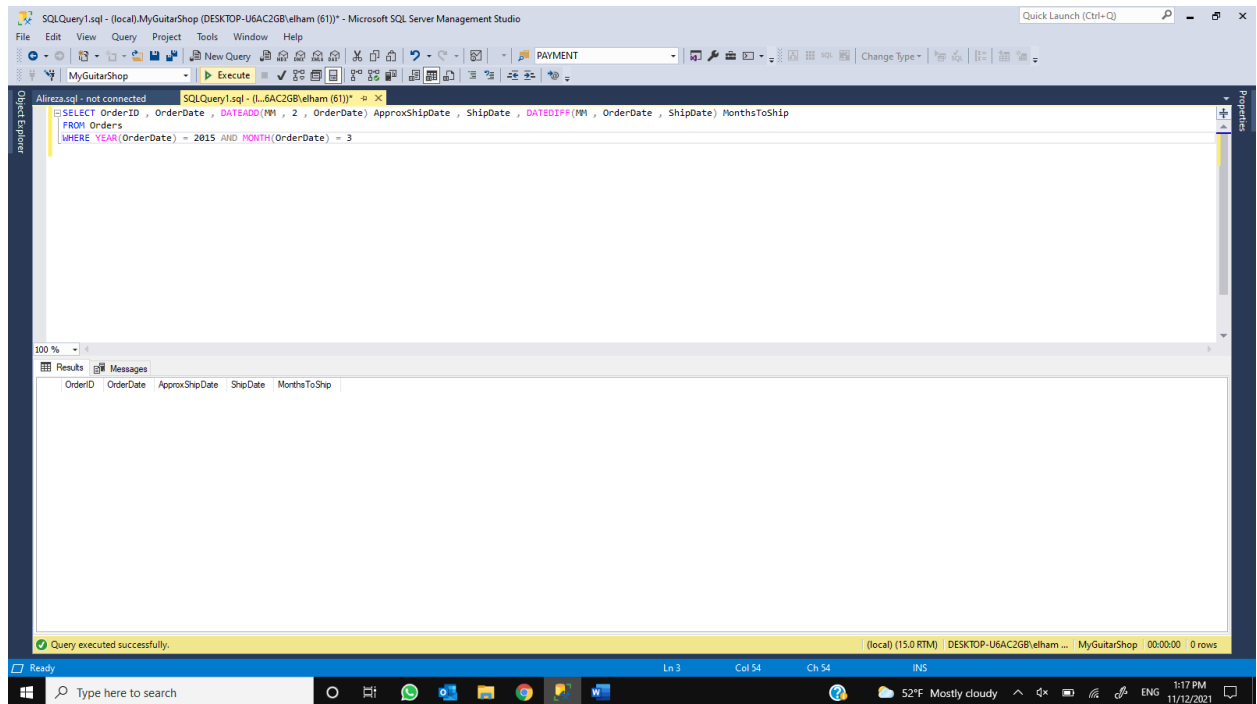 SQLQuery1.sql - (local).MyGuitarShop (DESKTOP-U6AC2GB\elham (61))* - Microsoft SQL Server Management Studio
Quick Launch (Ctrl+Q)
File Edit View Query Project Tools Window Help
New Query PAYMENT Change Type
MyGuitarShop Execute
Object Explorer
Alireza.sql - not connected SQLQuery1.sql - (l...6AC2GB\elham (61))*
Properties
SELECT OrderID , OrderDate , DATEADD(MM , 2 , OrderDate) ApproxShipDate , ShipDate , DATEDIFF(MM , OrderDate , ShipDate) MonthsToShip
FROM Orders
WHERE YEAR(OrderDate) = 2015 AND MONTH(OrderDate) = 3
100 %
Results Messages
OrderID OrderDate ApproxShipDate ShipDate MonthsToShip
Query executed successfully. (local) (15.0 RTM) DESKTOP-U6AC2GB\elham ... MyGuitarShop 00:00:00 0 rows
Ready Ln 3 Col 54 Ch 54 INS
Type here to search 52°F Mostly cloudy ENG 1:17 PM
11/12/2021